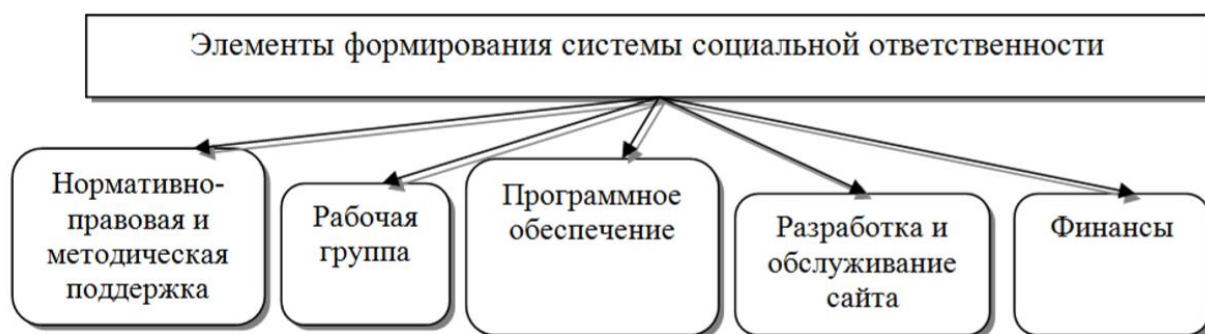 Элементы формирования системы социальной ответственности
Нормативно-
правовая и
методическая
поддержка
Рабочая
группа
Программное
обеспечение
Разработка и
обслуживание
сайта
Финансы